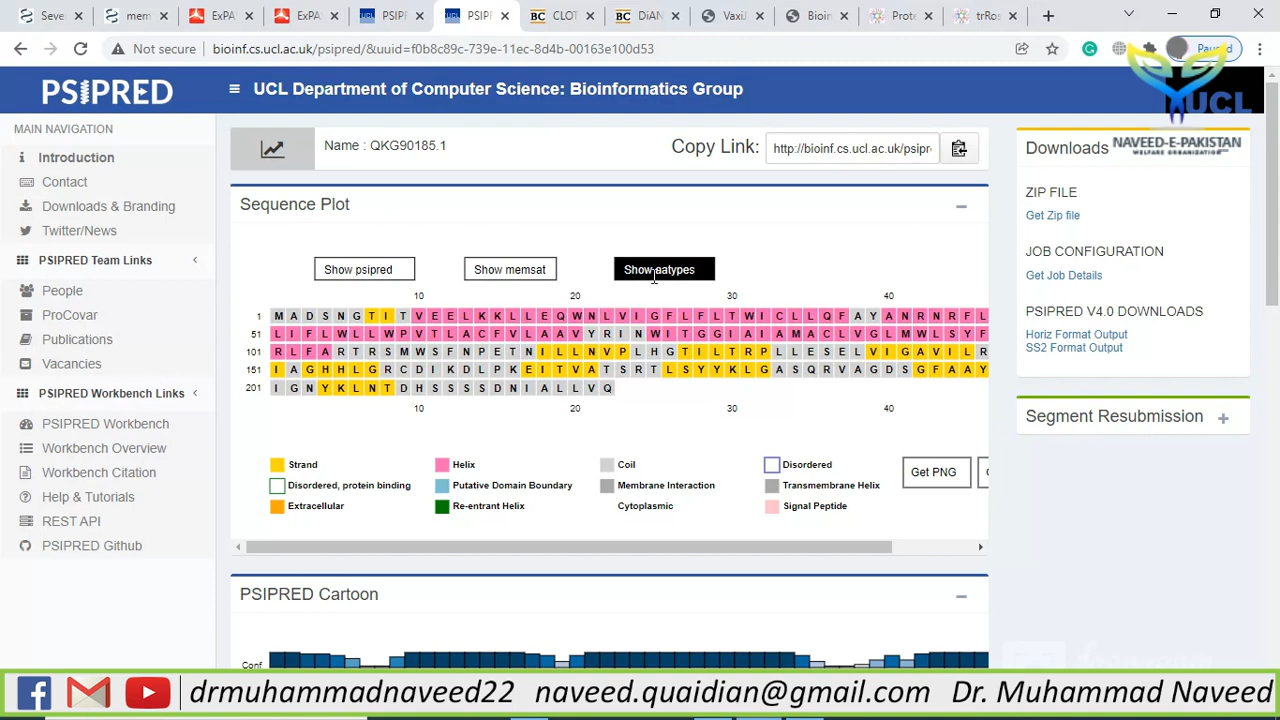 Seve
mem
ExPA
ExPA
PSIPF
PSIPF
BC CLOT
BC DiAN
VaxiJ
Bioin
Prote
trRos
Not secure
bioinf.cs.ucl.ac.uk/psipred/&uuid=f0b8c89c-739e-11ec-8d4b-00163e100d53
Paused
PSIPRED
UCL Department of Computer Science: Bioinformatics Group
UCL
MAIN NAVIGATION
Introduction
Contact
Downloads & Branding
Twitter/News
PSIPRED Team Links
People
ProCovar
Publications
Vacancies
PSIPRED Workbench Links
PSIPRED Workbench
Workbench Overview
Workbench Citation
Help & Tutorials
REST API
PSIPRED Github
Name : QKG90185.1
Copy Link:
http://bioinf.cs.ucl.ac.uk/psipr
Sequence Plot
Show psipred
Show memsat
Show aatypes
10 20 30 40
1 M A D S N G T I T V E E L K K L L E Q W N L V I G F L F L T W I C L L Q F A Y A N R N R F L
51 L I F L W L L W P V T L A C F V L A A V Y R I N W I T G G I A I A M A C L V G L M W L S Y F
101 R L F A R T R S M W S F N P E T N I L L N V P L H G T I L T R P L L E S E L V I G A V I L R
151 I A G H H L G R C D I K D L P K E I T V A T S R T L S Y Y K L G A S Q R V A G D S G F A A Y
201 I G N Y K L N T D H S S S S D N I A L L V Q
10 20 30 40
Strand
Helix
Coil
Disordered
Disordered, protein binding
Putative Domain Boundary
Membrane Interaction
Transmembrane Helix
Extracellular
Re-entrant Helix
Cytoplasmic
Signal Peptide
Get PNG
PSIPRED Cartoon
Conf
Downloads
NAVEED-E-PAKISTAN
WELFARE ORGANIZATION
ZIP FILE
Get Zip file
JOB CONFIGURATION
Get Job Details
PSIPRED V4.0 DOWNLOADS
Horiz Format Output
SS2 Format Output
Segment Resubmission
drmuhammadnaveed22 naveed.quaidian@gmail.com Dr. Muhammad Naveed